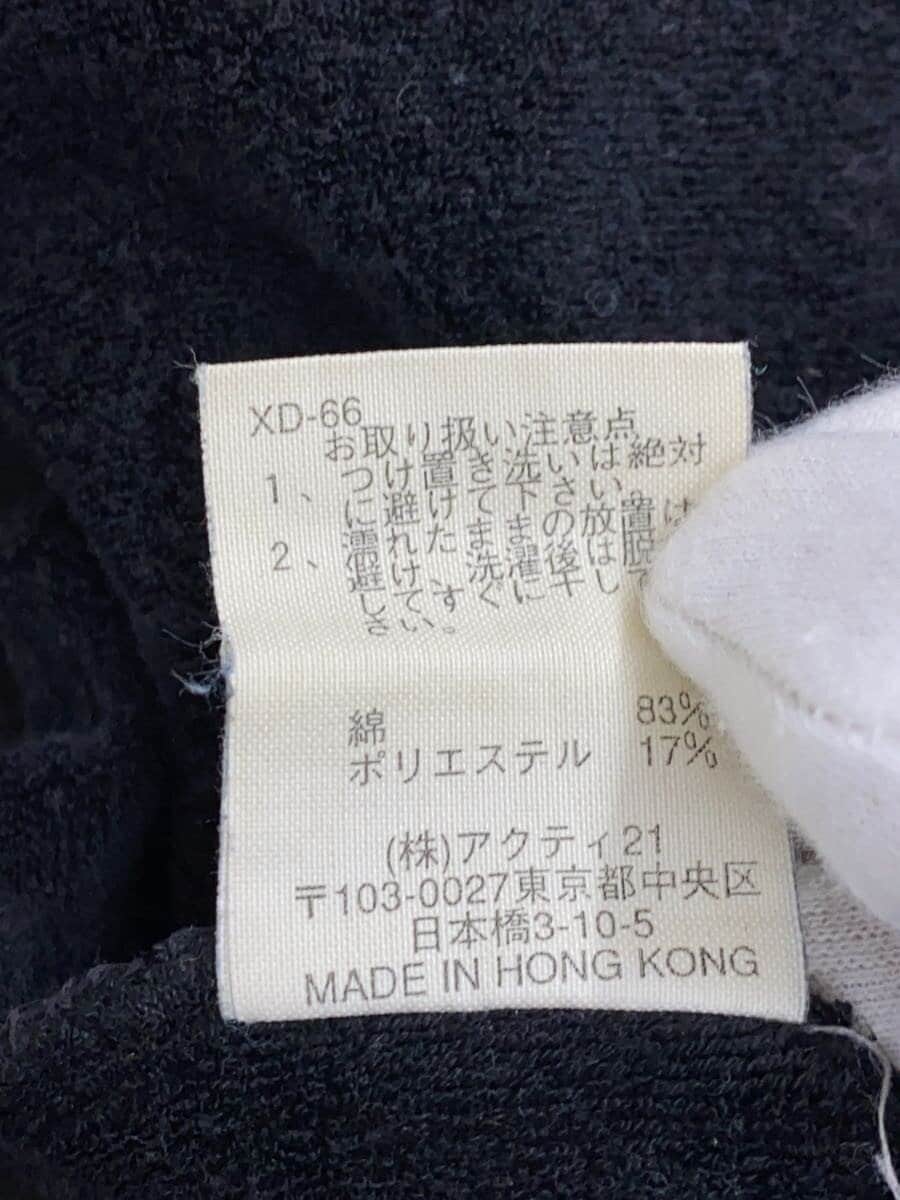 XD-66
お取り扱い注意点
1、つけ置き洗いは絶対
に避けて下さい。
2、濡れたままの放置は
避け 洗濯後は脱
して すぐに干し
さい。
綿 83%
ポリエステル 17%
(株)アクティ21
〒103-0027東京都中央区
日本橋3-10-5
MADE IN HONG KONG